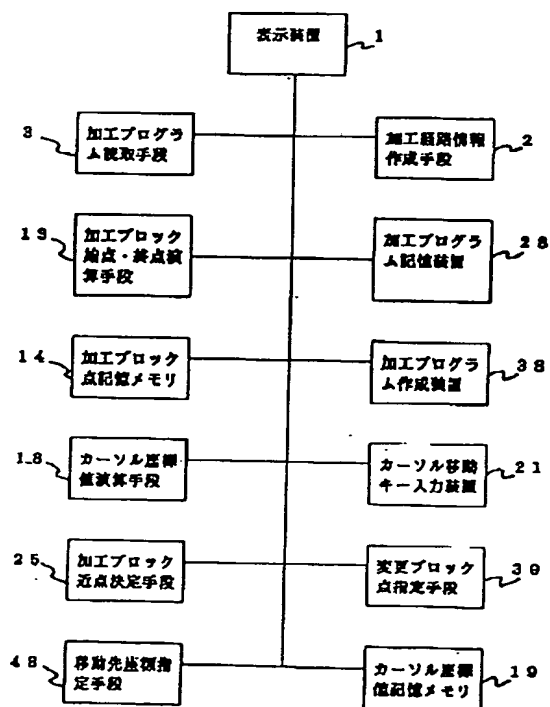 表示装置
1
3
加工プログラ
ム読取手段
加工経路情報
作成手段
2
13
加工ブロック
始点・終点演
算手段
加工プログラ
ム記憶装置
28
14
加工ブロック
点記憶メモリ
加工プログラ
ム作成装置
38
18
カーソル座標
値演算手段
カーソル移動
キー入力装置
21
25
加工ブロック
近点決定手段
変更ブロック
点指定手段
39
48
移動先座標指
定手段
カーソル座標
値記憶メモリ
19